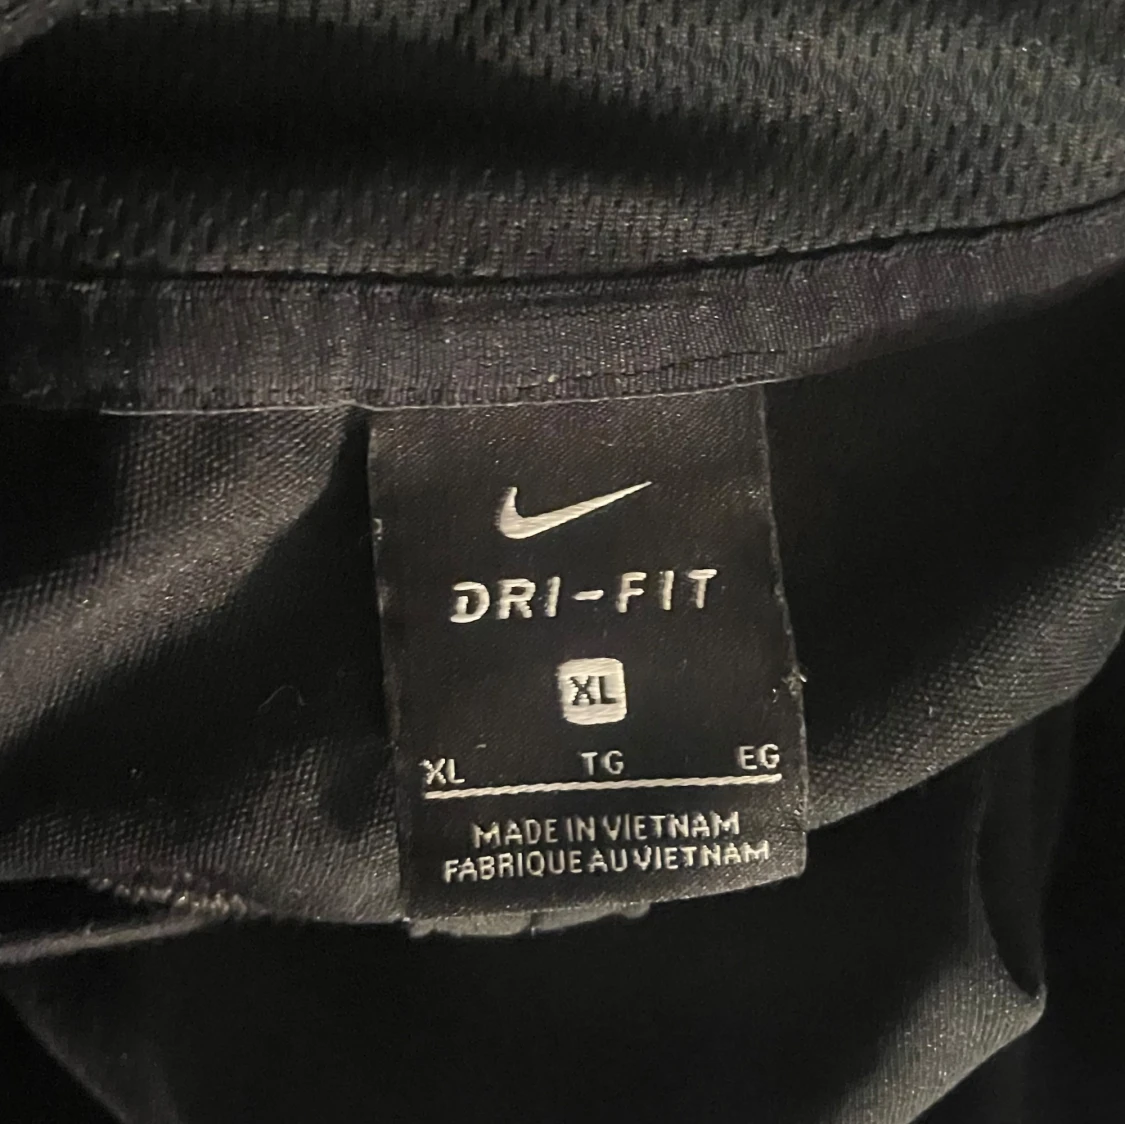 DRI-FIT
XL
XL TG EG
MADE IN VIETNAM
FABRIQUE AU VIETNAM